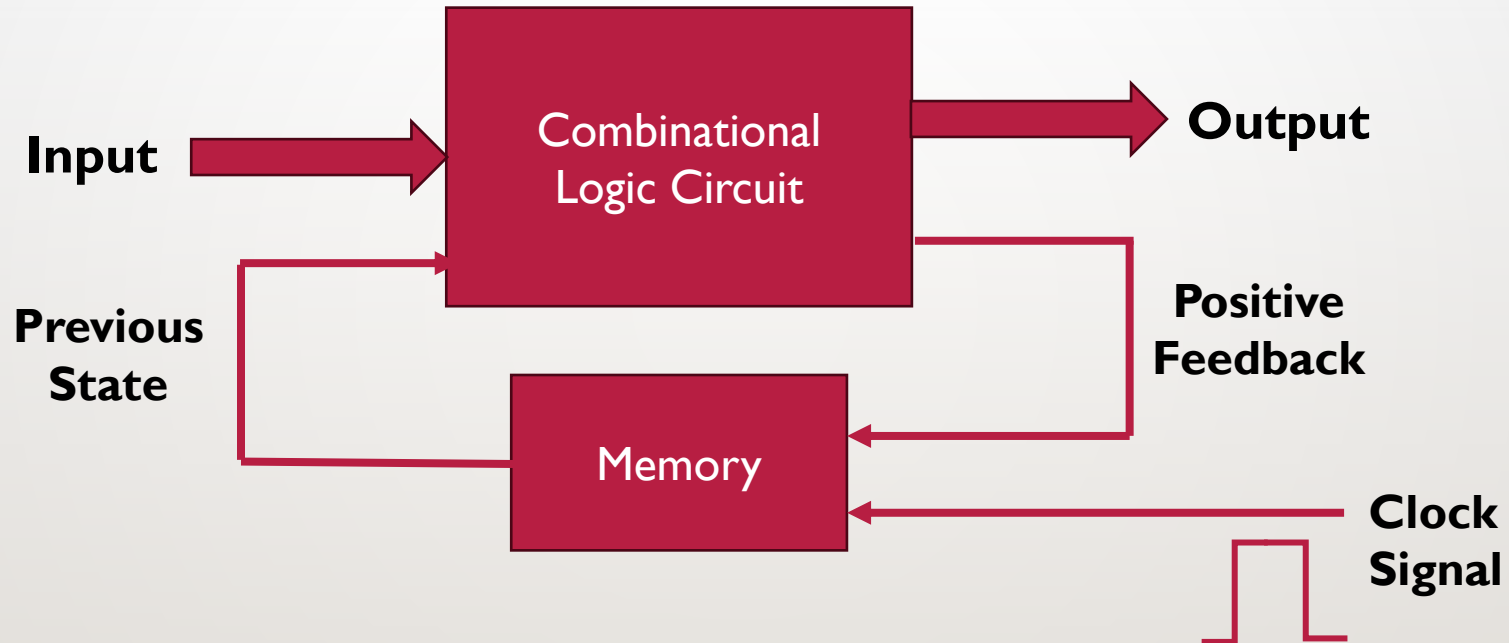 Combinational
Logic Circuit
Input
Output
Previous
State
Positive
Feedback
Memory
Clock
Signal